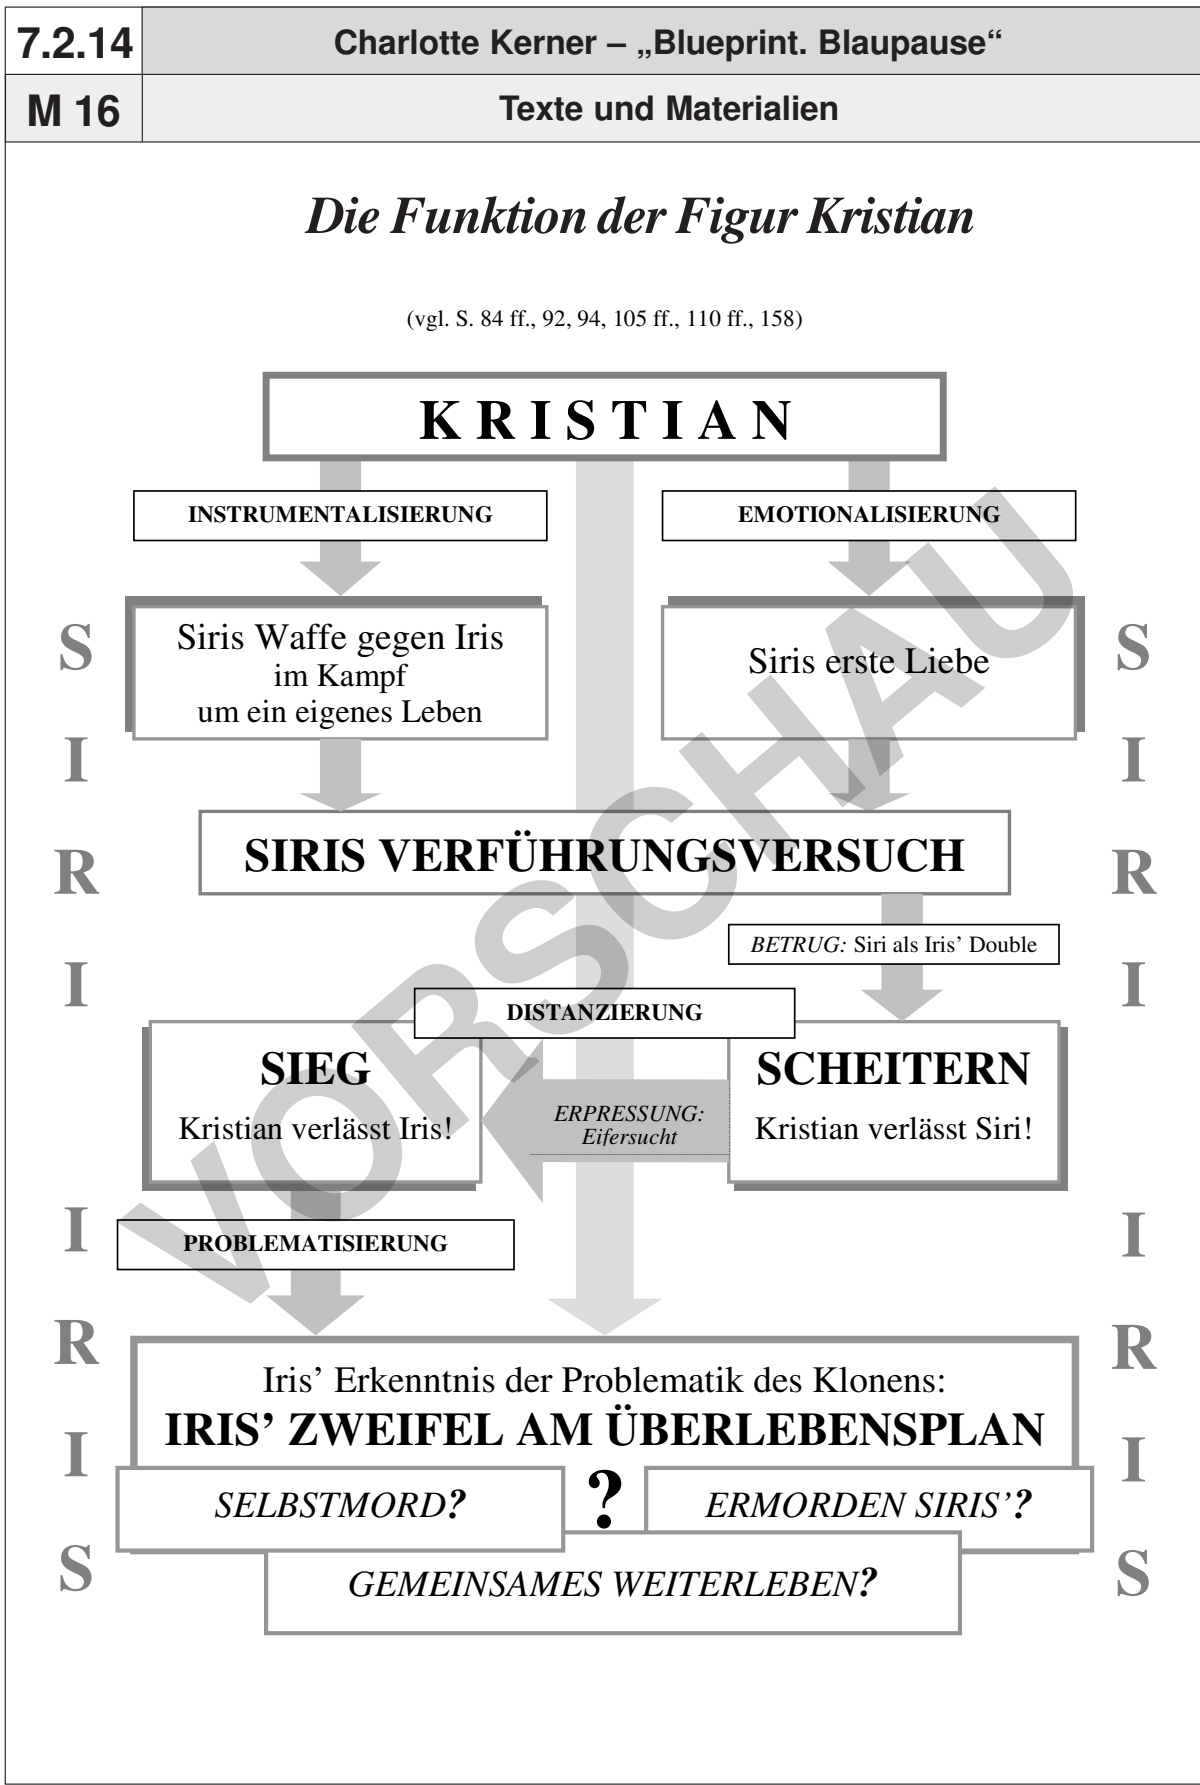 7.2.14
Charlotte Kerner – „Blueprint. Blaupause“
M 16
Texte und Materialien
Die Funktion der Figur Kristian
(vgl. S. 84 ff., 92, 94, 105 ff., 110 ff., 158)
K R I S T I A N
INSTRUMENTALISIERUNG
EMOTIONALISIERUNG
Siris Waffe gegen Iris
im Kampf
um ein eigenes Leben
Siris erste Liebe
SIRIS VERFÜHRUNGSVERSUCH
BETRUG: Siri als Iris’ Double
DISTANZIERUNG
SIEG
Kristian verlässt Iris!
ERPRESSUNG:
Eifersucht
SCHEITERN
Kristian verlässt Siri!
PROBLEMATISIERUNG
Iris’ Erkenntnis der Problematik des Klonens:
IRIS’ ZWEIFEL AM ÜBERLEBENSPLAN
SELBSTMORD?
?
ERMORDEN SIRIS’?
GEMEINSAMES WEITERLEBEN?
S
I
R
I
I
R
I
S
S
I
R
I
I
R
I
S
VORSCHAU